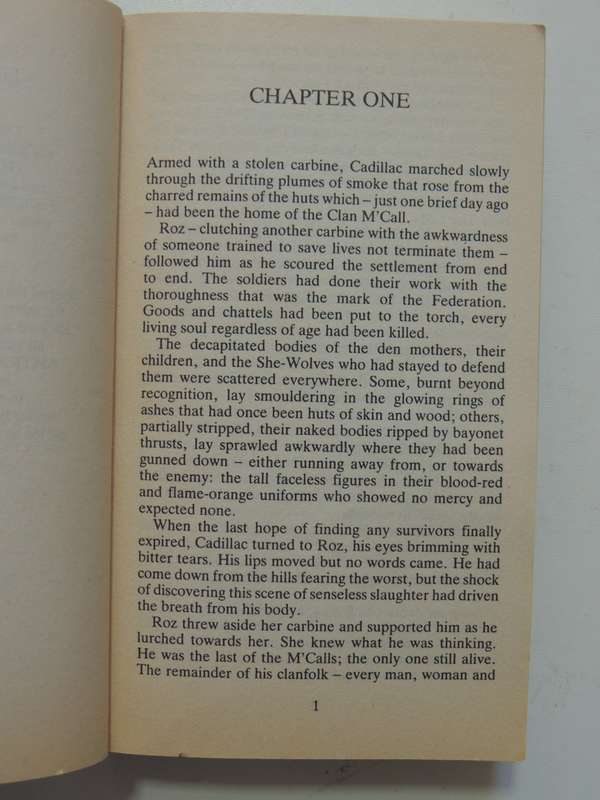 CHAPTER ONE
Armed with a stolen carbine, Cadillac marched slowly
through the drifting plumes of smoke that rose from the
charred remains of the huts which – just one brief day ago
– had been the home of the Clan M'Call.
Roz – clutching another carbine with the awkwardness
of someone trained to save lives not terminate them –
followed him as he scoured the settlement from end
to end. The soldiers had done their work with the
thoroughness that was the mark of the Federation.
Goods and chattels had been put to the torch, every
living soul regardless of age had been killed.
The decapitated bodies of the den mothers, their
children, and the She-Wolves who had stayed to defend
them were scattered everywhere. Some, burnt beyond
recognition, lay smouldering in the glowing rings of
ashes that had once been huts of skin and wood; others,
partially stripped, their naked bodies ripped by bayonet
thrusts, lay sprawled awkwardly where they had been
gunned down – either running away from, or towards
the enemy: the tall faceless figures in their blood-red
and flame-orange uniforms who showed no mercy and
expected none.
When the last hope of finding any survivors finally
expired, Cadillac turned to Roz, his eyes brimming with
bitter tears. His lips moved but no words came. He had
come down from the hills fearing the worst, but the shock
of discovering this scene of senseless slaughter had driven
the breath from his body.
Roz threw aside her carbine and supported him as he
lurched towards her. She knew what he was thinking.
He was the last of the M'Calls; the only one still alive.
The remainder of his clanfolk – every man, woman and
1